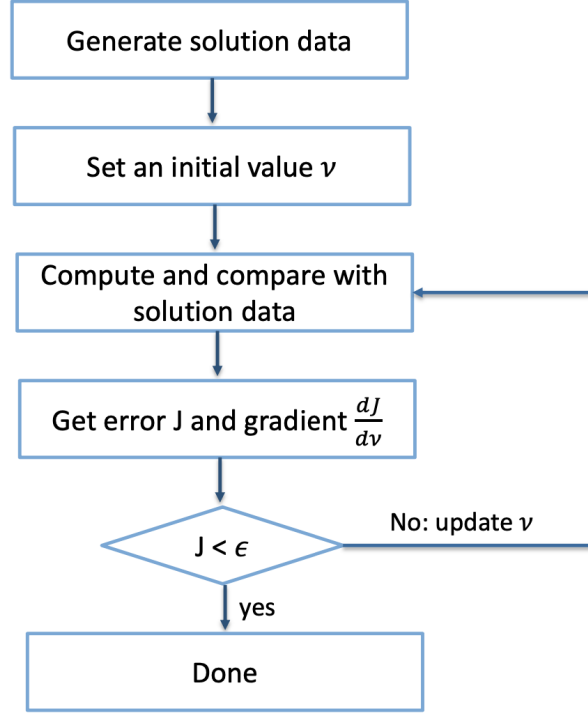 Generate solution data
Set an initial value ν
Compute and compare with
solution data
Get error J and gradient dJ/dν
J < ϵ
No: update ν
yes
Done